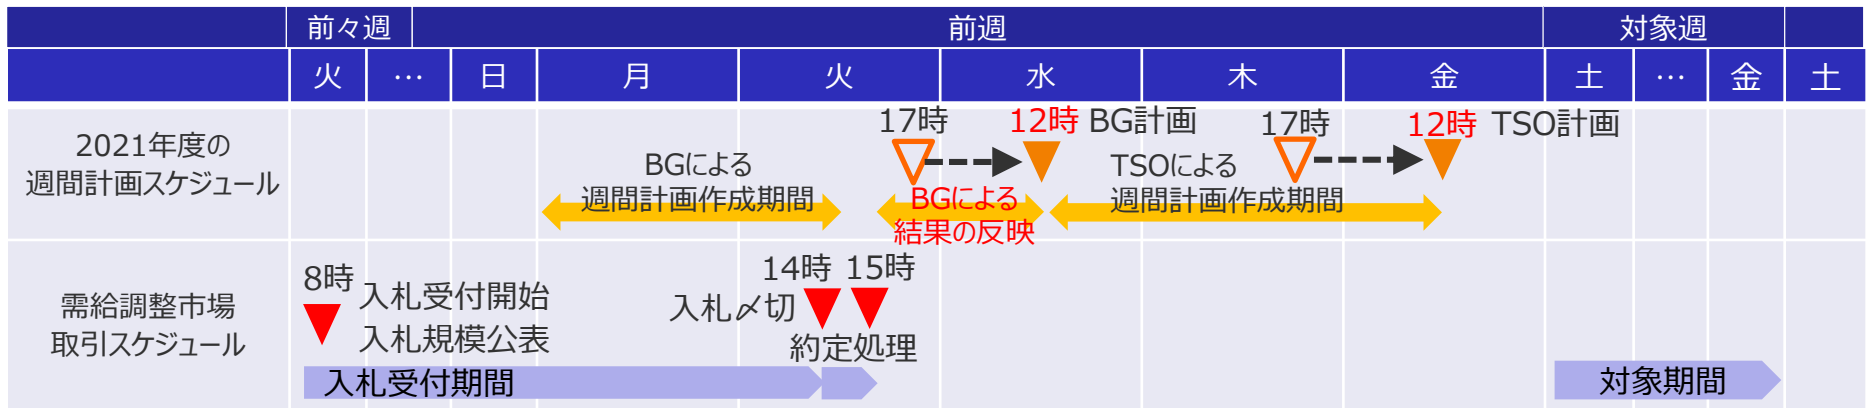 前々週 前週 対象週
火 … 日 月 火 水 木 金 土 … 金 土
2021年度の
週間計画スケジュール
17時 12時 BG計画 17時 12時 TSO計画
BGによる
週間計画作成期間
BGによる
結果の反映
TSOによる
週間計画作成期間
需給調整市場
取引スケジュール
8時
入札受付開始
入札規模公表
14時 15時
入札〆切
約定処理
入札受付期間
対象期間